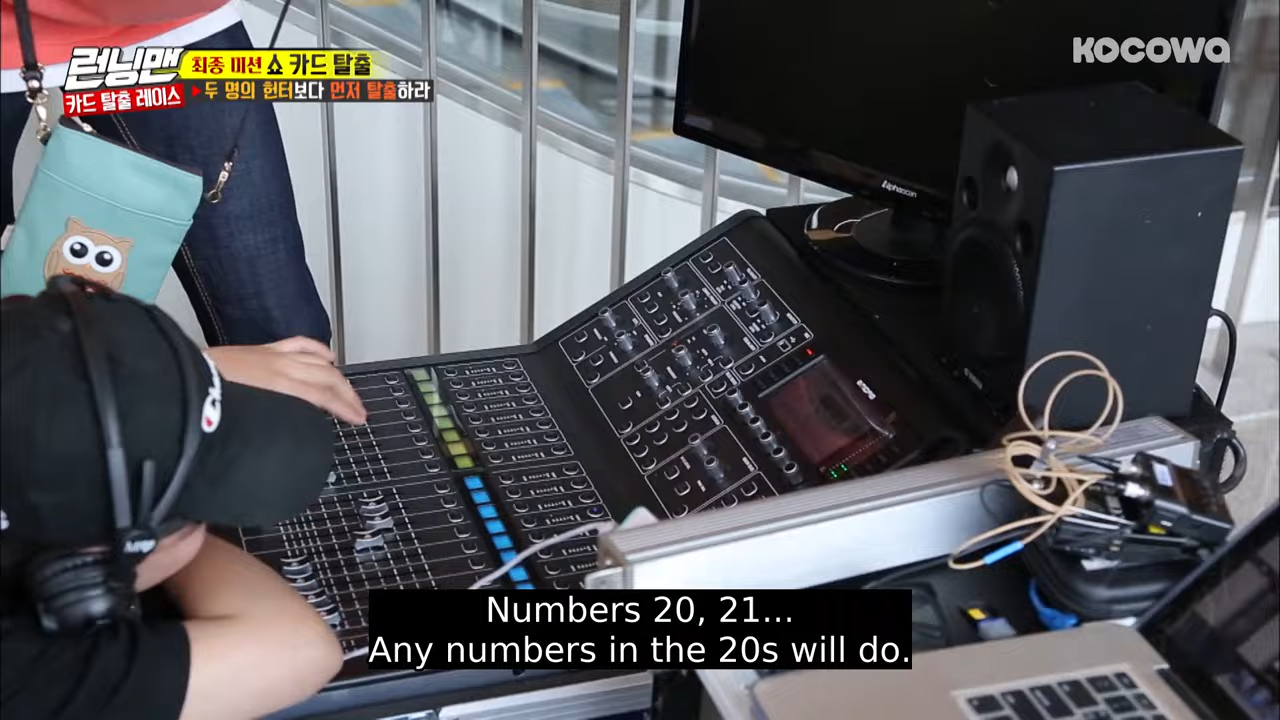 런닝맨
카드 탈출 레이스
최종 미션 쇼 카드 탈출
▶두 명의 헌터보다 먼저 탈출하라
KOCOWA
Alphascan
Numbers 20, 21...
Any numbers in the 20s will do.